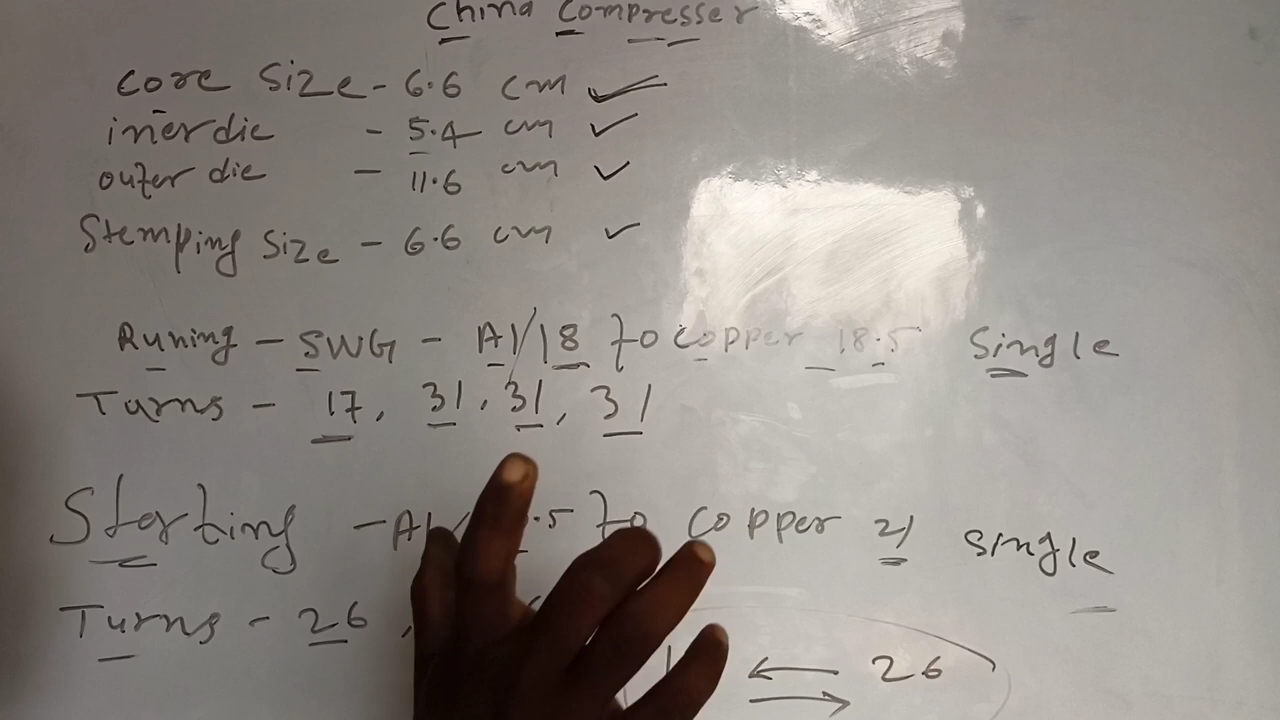 China Compresser
Core Size - 6.6 cm
inerdie - 5.4 cm
outer die - 11.6 cm
Stemping Size - 6.6 cm
Runing - SWG - Al/18 to Copper 18.5 Single
Turns - 17, 31, 31, 31
Starting - Al/ .5 to Copper 21 single
Turns - 26,
26